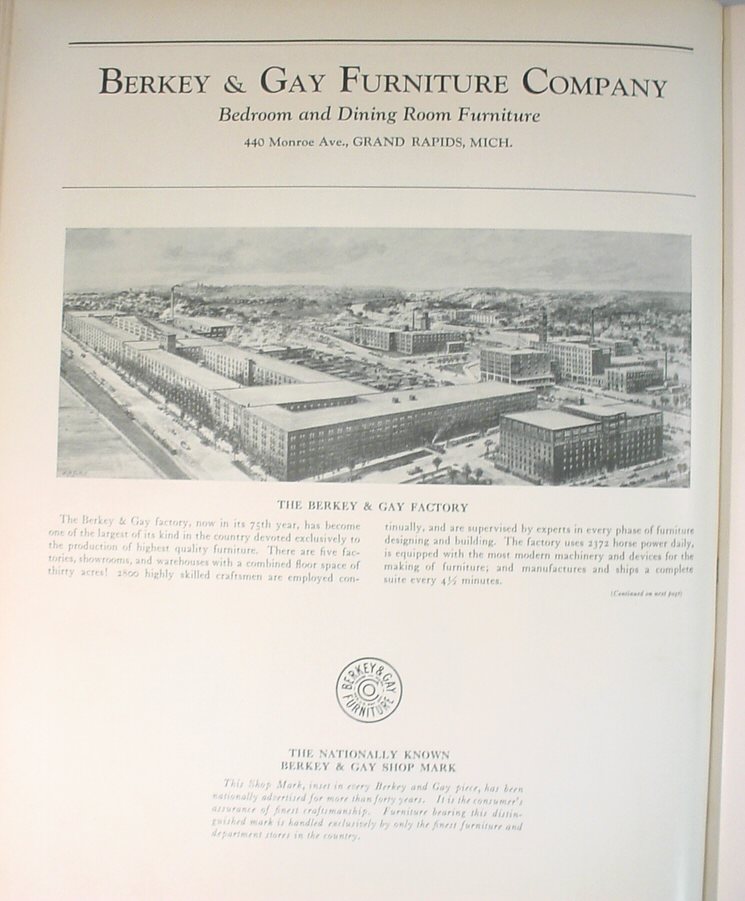 BERKEY & GAY FURNITURE COMPANY
Bedroom and Dining Room Furniture
440 Monroe Ave., GRAND RAPIDS, MICH.
THE BERKEY & GAY FACTORY
The Berkey & Gay factory, now in its 75th year, has become
one of the largest of its kind in the country devoted exclusively to
the production of highest quality furniture. There are five fac-
tories, showrooms, and warehouses with a combined floor space of
thirty acres! 2800 highly skilled craftsmen are employed con-
tinually, and are supervised by experts in every phase of furniture
designing and building. The factory uses 2372 horse power daily,
is equipped with the most modern machinery and devices for the
making of furniture; and manufactures and ships a complete
suite every 4½ minutes.
(Continued on next page)
BERKEY & GAY
FURNITURE
THE NATIONALLY KNOWN
BERKEY & GAY SHOP MARK
This Shop Mark, inset in every Berkey and Gay piece, has been
nationally advertised for more than forty years. It is the consumer's
assurance of finest craftsmanship. Furniture bearing this distin-
guished mark is handled exclusively by only the finest furniture and
department stores in the country.